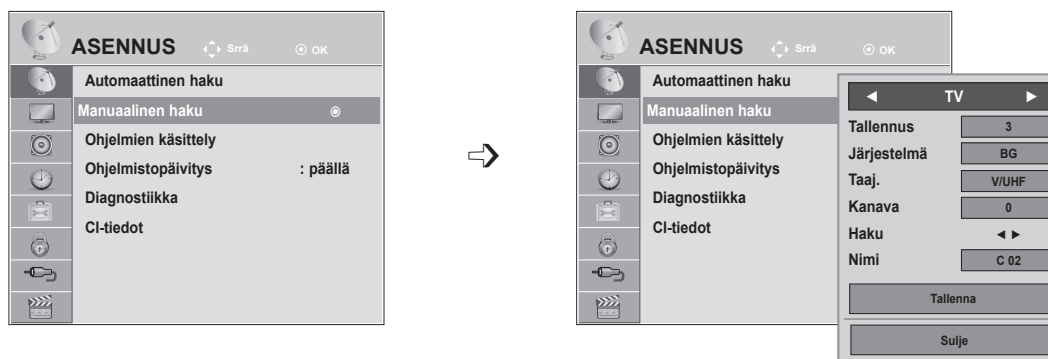 ASENNUS Srrä OK
Automaattinen haku
Manuaalinen haku
Ohjelmien käsittely
Ohjelmistopäivitys : päällä
Diagnostiikka
CI-tiedot
ASENNUS Srrä OK
Automaattinen haku
Manuaalinen haku
Ohjelmien käsittely
Ohjelmistopäivitys
Diagnostiikka
CI-tiedot
◄ TV ►
Tallennus 3
Järjestelmä BG
Taaj. V/UHF
Kanava 0
Haku ◄ ►
Nimi C 02
Tallenna
Sulje